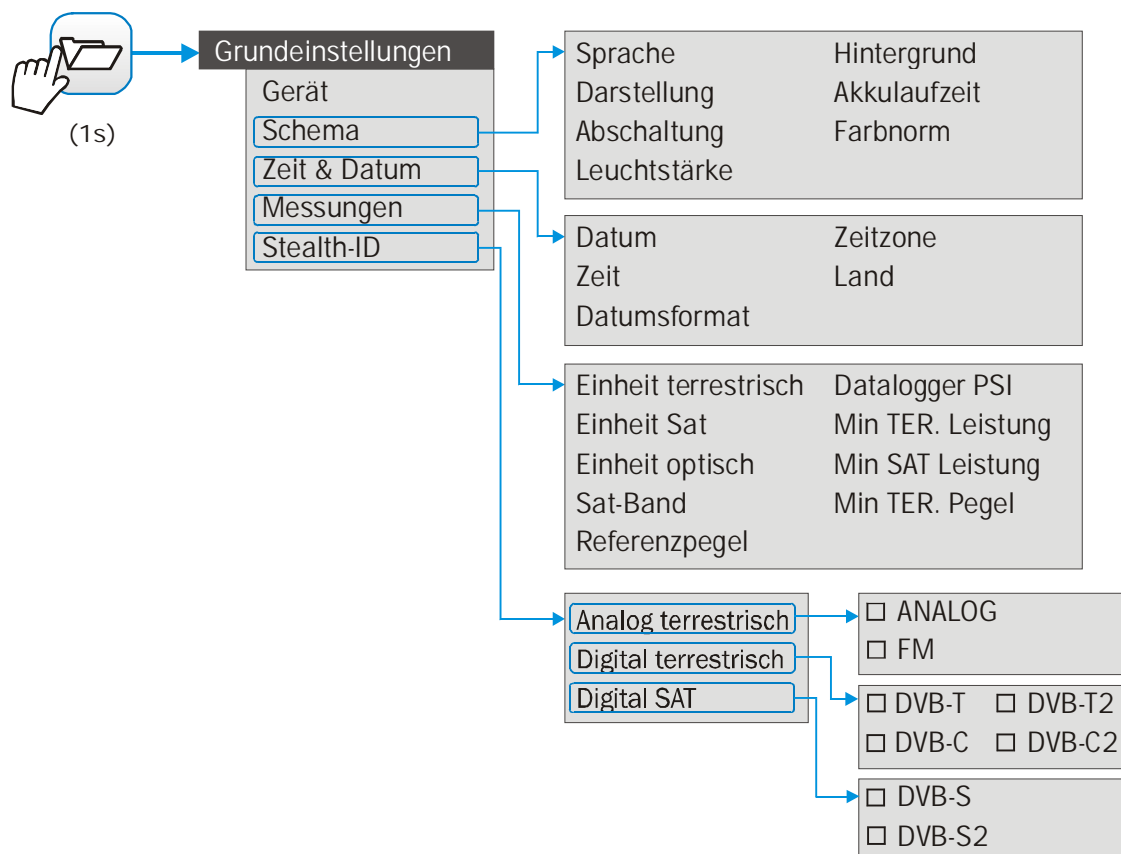 (1s)
Grundeinstellungen
Gerät
Schema
Zeit & Datum
Messungen
Stealth-ID
Sprache Hintergrund
Darstellung Akkulaufzeit
Abschaltung Farbnorm
Leuchtstärke
Datum Zeitzone
Zeit Land
Datumsformat
Einheit terrestrisch Datalogger PSI
Einheit Sat Min TER. Leistung
Einheit optisch Min SAT Leistung
Sat-Band Min TER. Pegel
Referenzpegel
Analog terrestrisch
Digital terrestrisch
Digital SAT
ANALOG
FM
DVB-T DVB-T2
DVB-C DVB-C2
DVB-S
DVB-S2